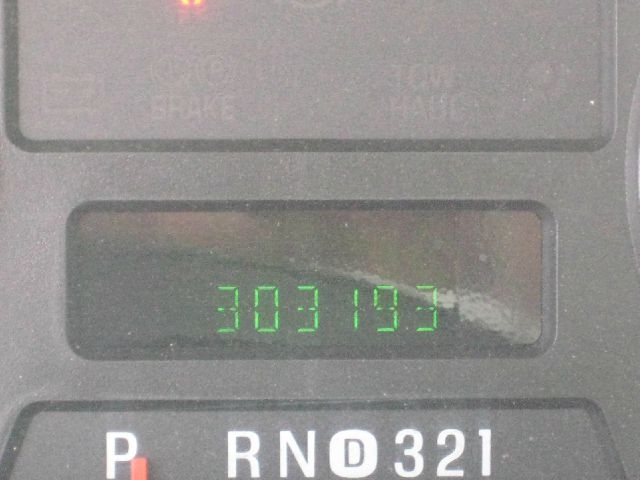 BRAKE
TOW
HAUL
303193
P RND321